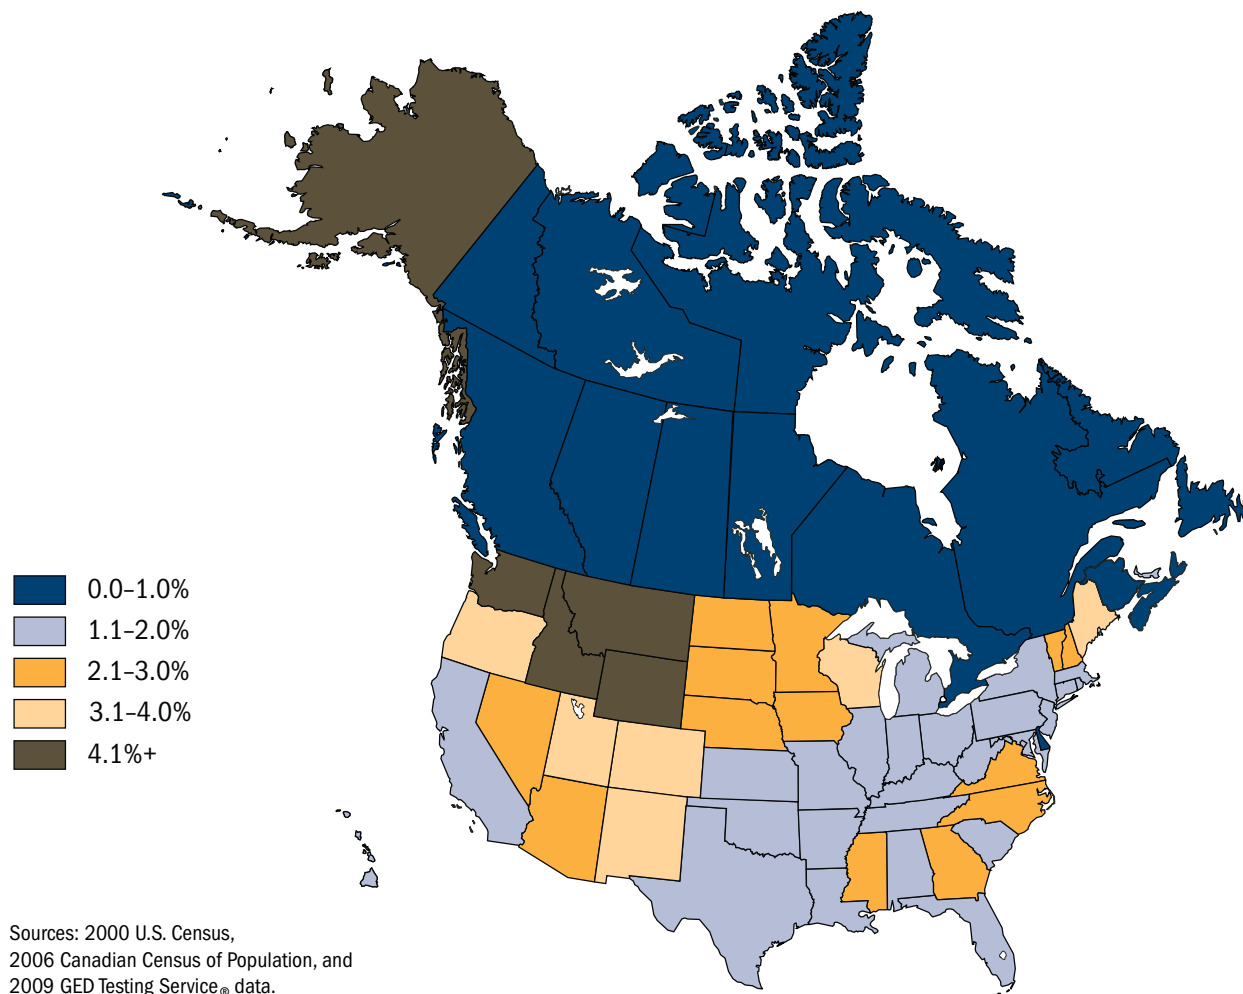 0.0–1.0%
1.1–2.0%
2.1–3.0%
3.1–4.0%
4.1%+
Sources: 2000 U.S. Census,
2006 Canadian Census of Population, and
2009 GED Testing Service® data.